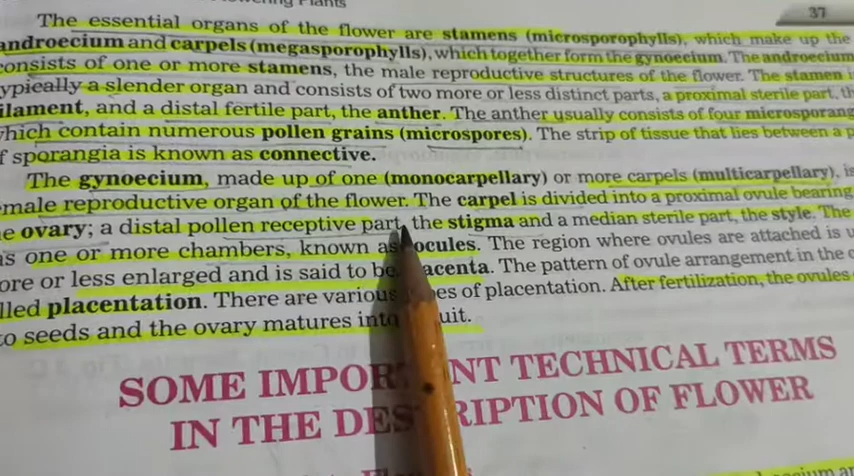 Plants
37
The essential organs of the flower are stamens (microsporophylls), which make up the
androecium and carpels (megasporophylls), which together form the gynoecium. The androecium
consists of one or more stamens, the male reproductive structures of the flower. The stamen i
ypically a slender organ and consists of two more or less distinct parts, a proximal sterile part, th
ilament, and a distal fertile part, the anther. The anther usually consists of four microsporang
hich contain numerous pollen grains (microspores). The strip of tissue that lies between a p
f sporangia is known as connective.
The gynoecium, made up of one (monocarpellary) or more carpels (multicarpellary), is
male reproductive organ of the flower. The carpel is divided into a proximal ovule bearing
e ovary; a distal pollen receptive part, the stigma and a median sterile part, the style. The
as one or more chambers, known as locules. The region where ovules are attached is u
ore or less enlarged and is said to be acenta. The pattern of ovule arrangement in the
lled placentation. There are various es of placentation. After fertilization, the ovules
to seeds and the ovary matures into uit.
SOME IMPOR NT TECHNICAL TERMS
IN THE DES RIPTION OF FLOWER